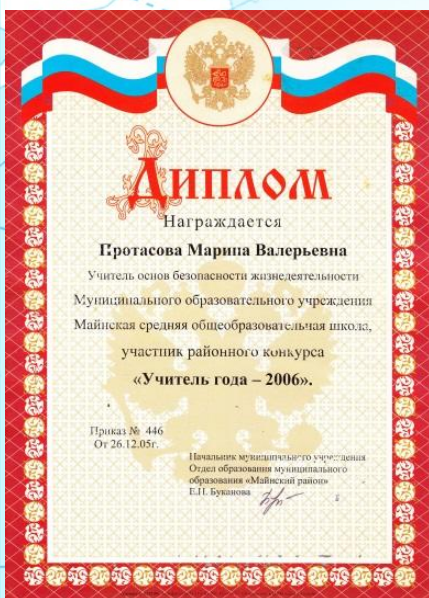 Диплом
Награждается
Протасова Марина Валерьевна
Учитель основ безопасности жизнедеятельности
Муниципального образовательного учреждения
Майнская средняя общеобразовательная школа,
участник районного конкурса
«Учитель года – 2006».
Приказ № 446
От 26.12.05г.
Начальник муниципального учреждения
Отдел образования муниципального
образования «Майнский район»
Е.П. Буканова